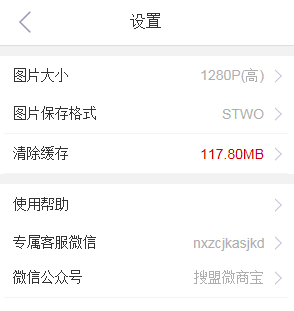 设置
图片大小 1280P(高)
图片保存格式 STWO
清除缓存 117.80MB
使用帮助
专属客服微信 nxzcjkasjkd
微信公众号 搜盟微商宝